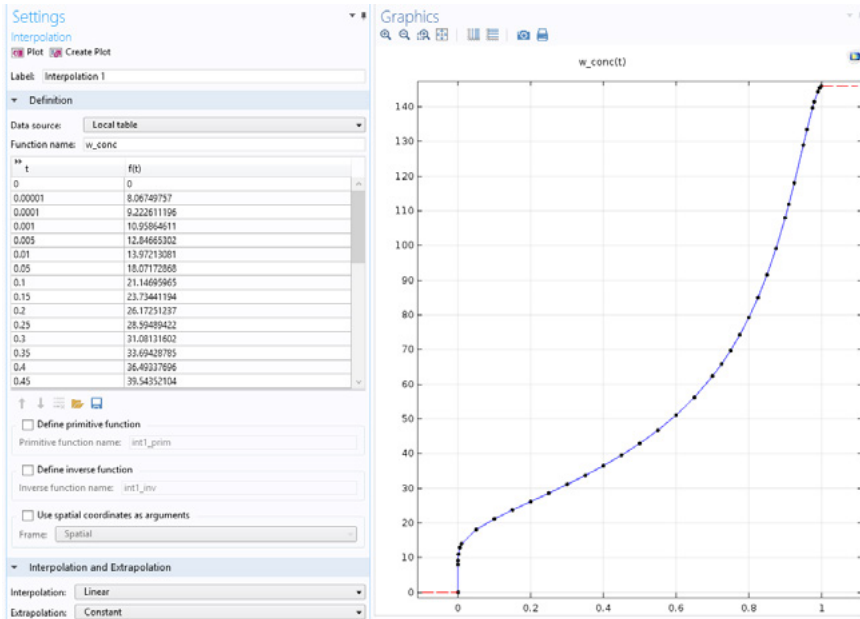 Settings
Interpolation
Plot Create Plot
Label: Interpolation 1
Definition
Data source: Local table
Function name: w_conc
t f(t)
0 0
0.00001 8.06749757
0.0001 9.222611196
0.001 10.95864611
0.005 12.84665302
0.01 13.97213081
0.05 18.07172868
0.1 21.14695965
0.15 23.73441194
0.2 26.17251237
0.25 28.59489422
0.3 31.08131602
0.35 33.69428785
0.4 36.49337696
0.45 39.54352104
Define primitive function
Primitive function name: int1_prim
Define inverse function
Inverse function name: int1_inv
Use spatial coordinates as arguments
Frame: Spatial
Interpolation and Extrapolation
Interpolation: Linear
Extrapolation: Constant
Graphics
w_conc(t)
140
130
120
110
100
90
80
70
60
50
40
30
20
10
0
0 0.2 0.4 0.6 0.8 1